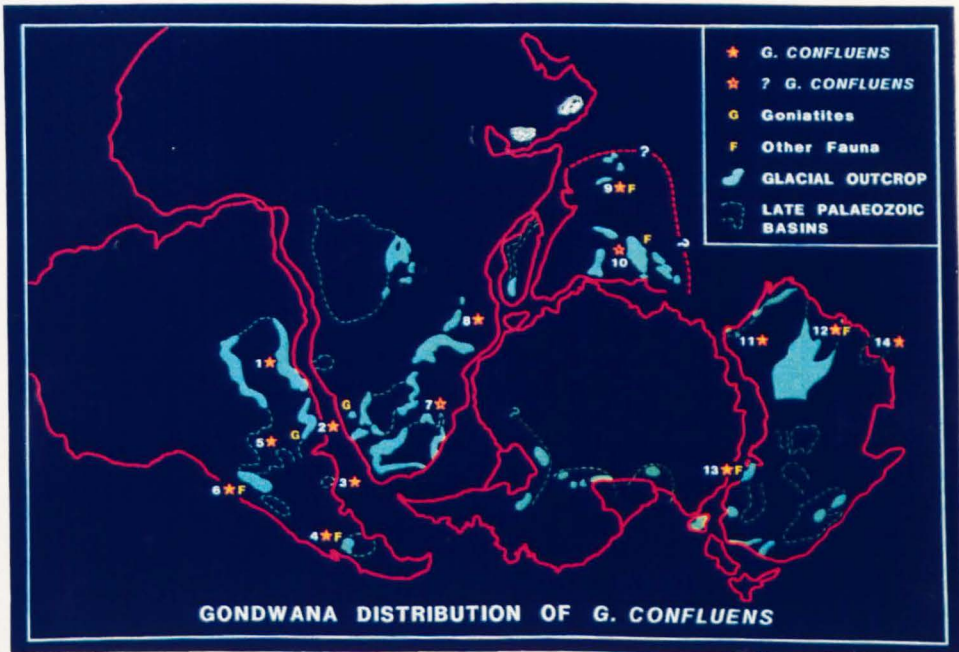 G. CONFLUENS
? G. CONFLUENS
G Goniatites
F Other Fauna
GLACIAL OUTCROP
LATE PALAEOZOIC
BASINS
?
9 F
?
F
10
8
11
12 F
14
1
G
7
2
?
5
G
13 F
3
6 F
4 F
GONDWANA DISTRIBUTION OF G. CONFLUENS